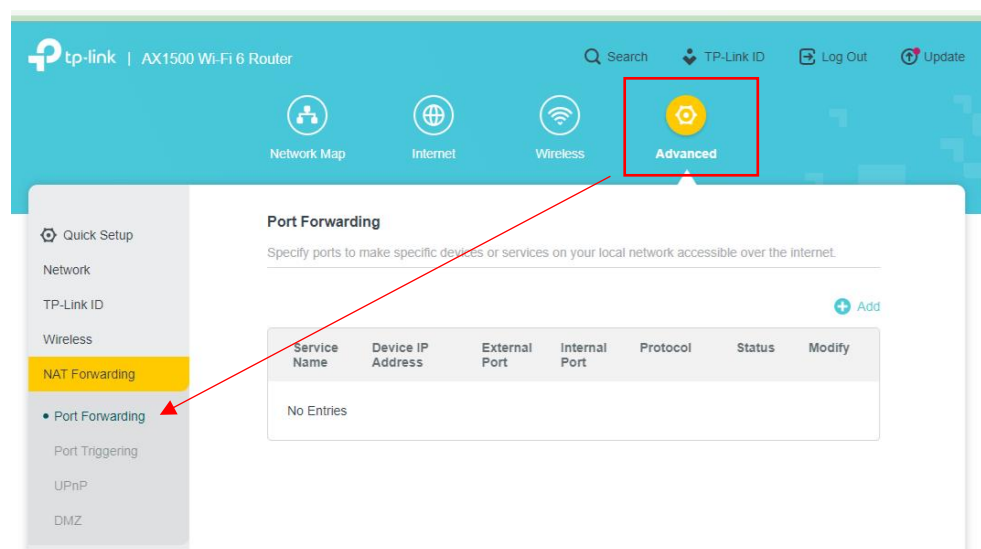 tp-link | AX1500 Wi-Fi 6 Router
Search
TP-Link ID
Log Out
Update
Network Map
Internet
Wireless
Advanced
Quick Setup
Network
TP-Link ID
Wireless
NAT Forwarding
Port Forwarding
Port Triggering
UPnP
DMZ
Port Forwarding
Specify ports to make specific devices or services on your local network accessible over the internet.
Add
Service Name
Device IP Address
External Port
Internal Port
Protocol
Status
Modify
No Entries